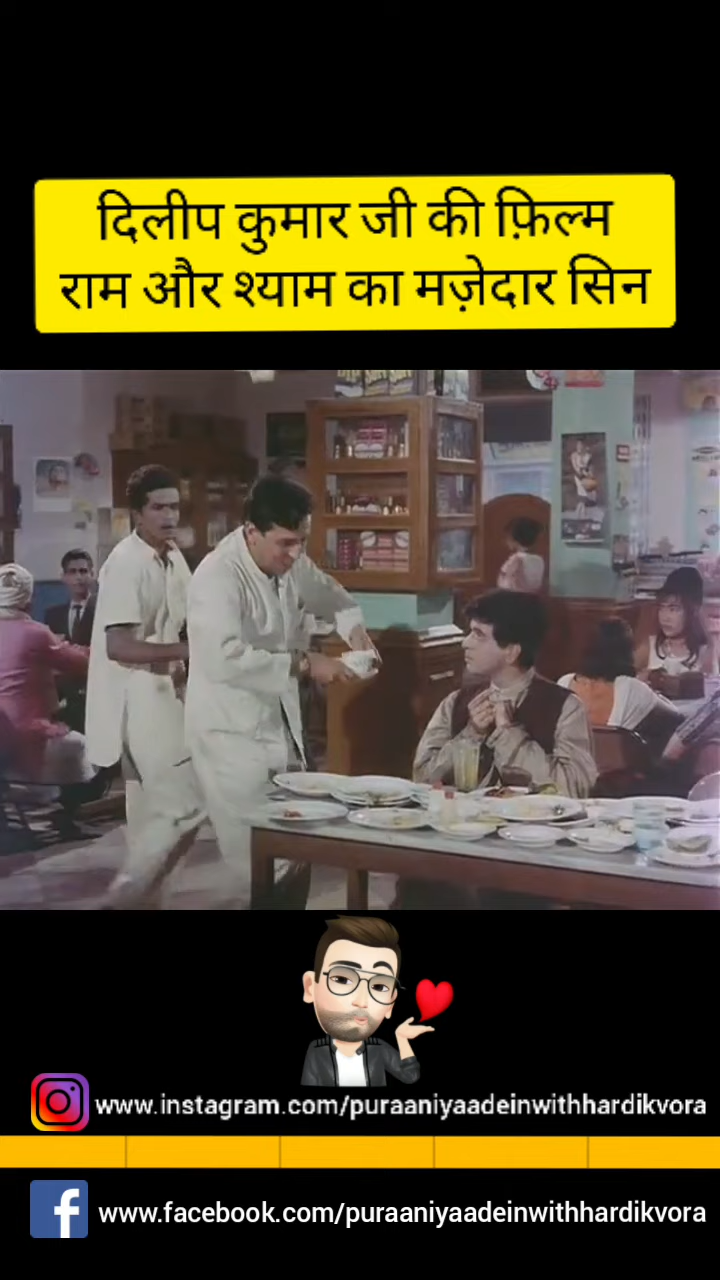 दिलीप कुमार जी की फ़िल्म
राम और श्याम का मज़ेदार सिन
www.instagram.com/puraaniyaadeinwithhardikvora
www.facebook.com/puraaniyaadeinwithhardikvora